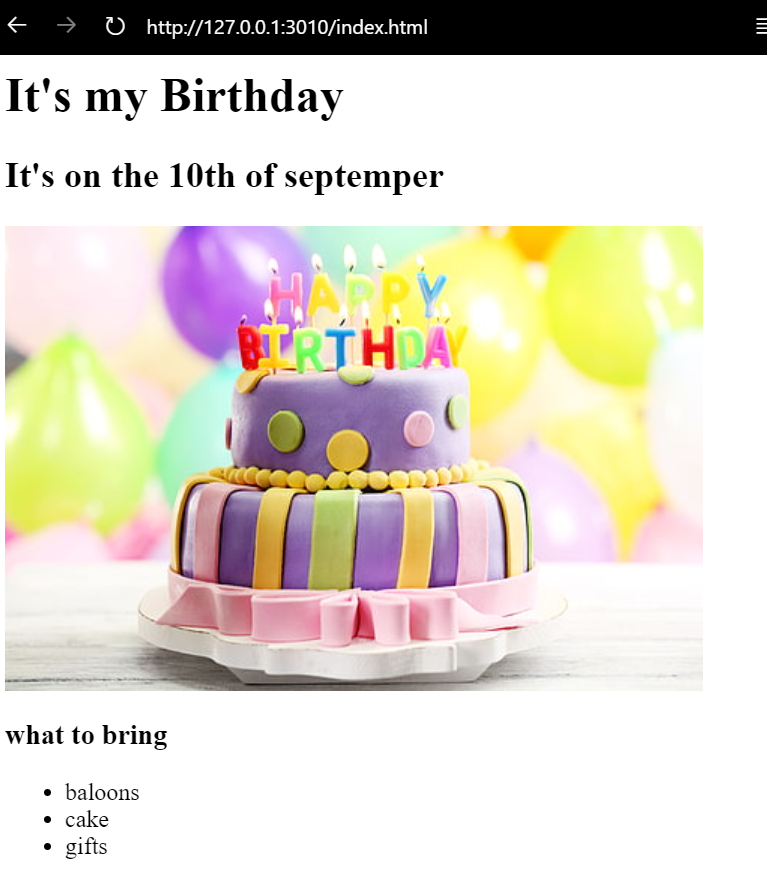 http://127.0.0.1:3010/index.html
It's my Birthday
It's on the 10th of septemper
HAPPY
BIRTHDAY
what to bring
baloons
cake
gifts